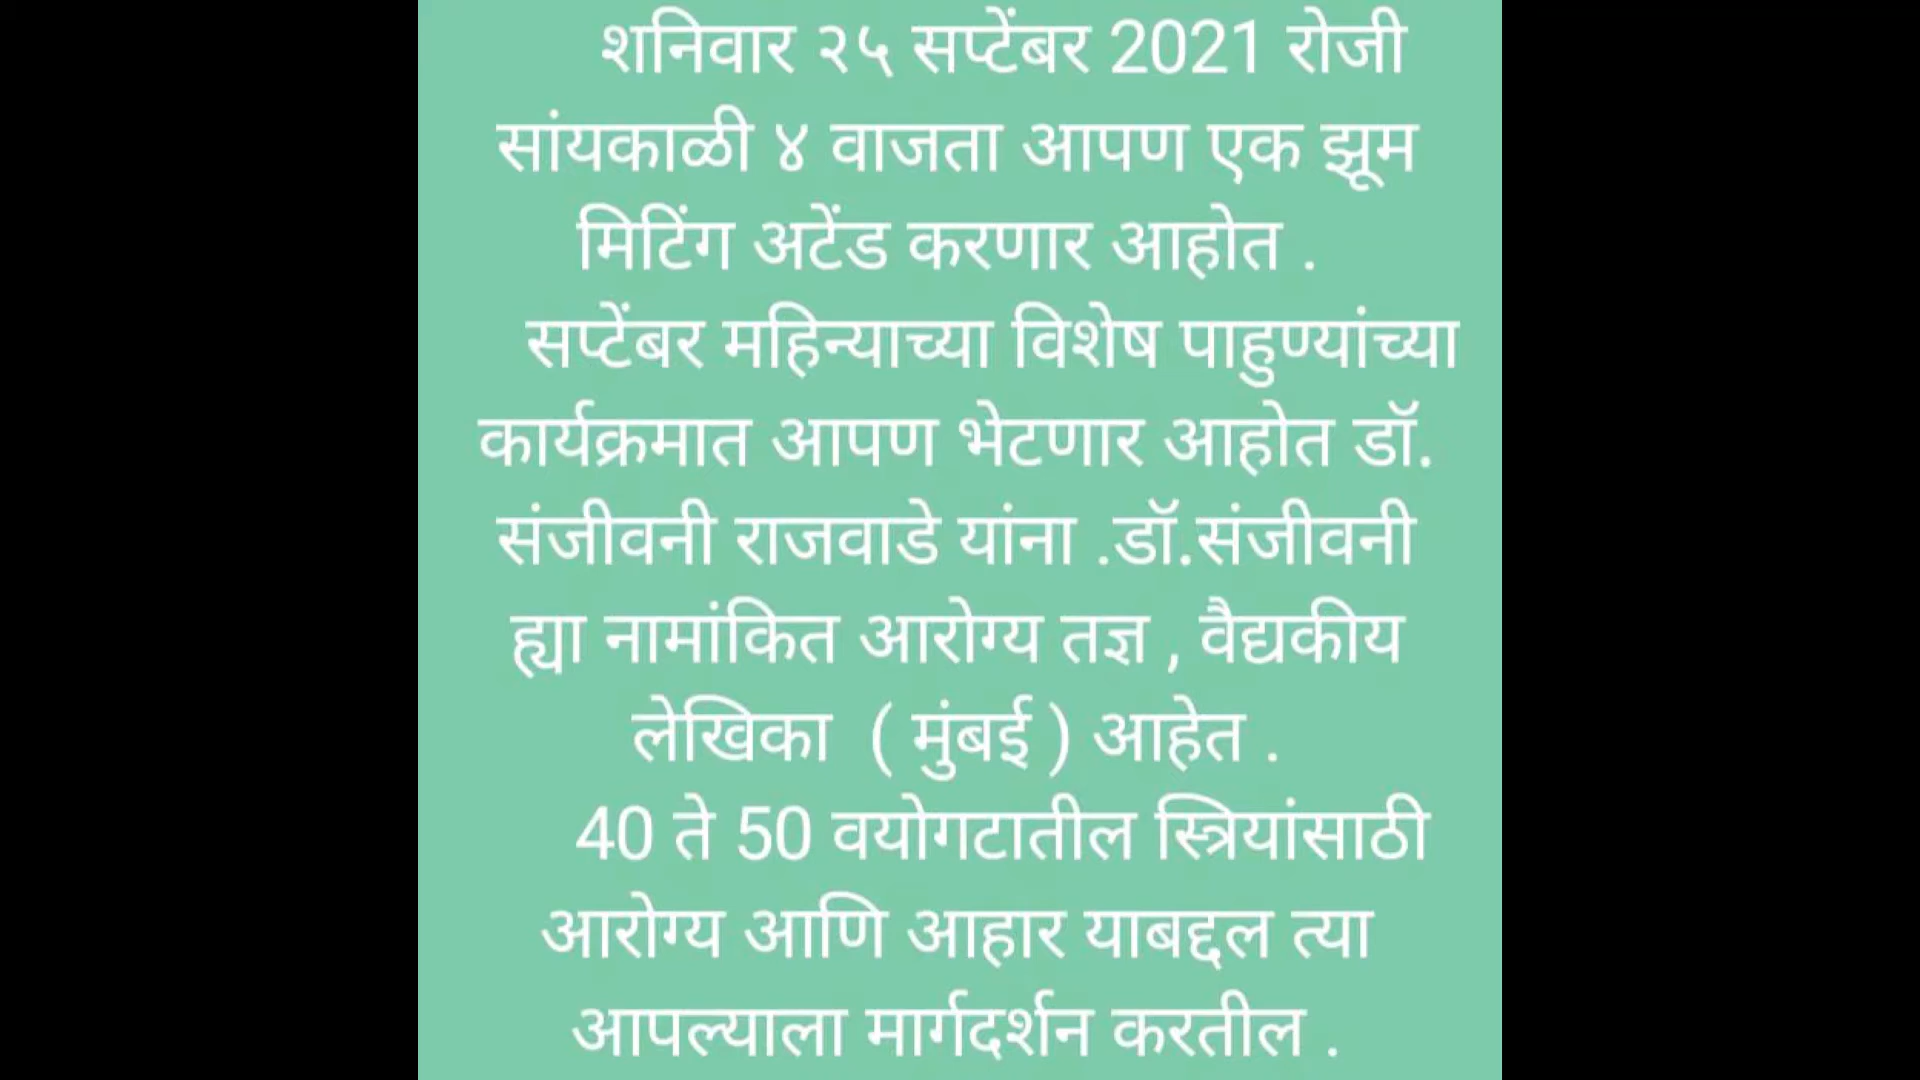 शनिवार २५ सप्टेंबर 2021 रोजी
सांयकाळी ४ वाजता आपण एक झूम
मिटिंग अटेंड करणार आहोत .
सप्टेंबर महिन्याच्या विशेष पाहुण्यांच्या
कार्यक्रमात आपण भेटणार आहोत डॉ.
संजीवनी राजवाडे यांना .डॉ.संजीवनी
ह्या नामांकित आरोग्य तज्ञ , वैद्यकीय
लेखिका ( मुंबई ) आहेत .
40 ते 50 वयोगटातील स्त्रियांसाठी
आरोग्य आणि आहार याबद्दल त्या
आपल्याला मार्गदर्शन करतील .